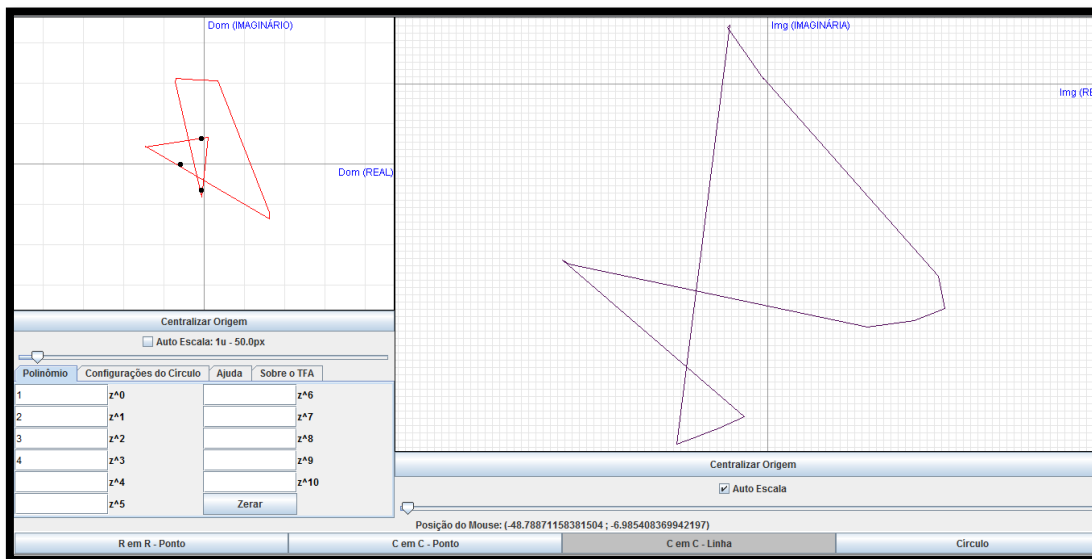 Dom (IMAGINÁRIO)
Dom (REAL)
Img (IMAGINÁRIA)
Img (RE
Centralizar Origem
Auto Escala: 1u - 50.0px
Polinômio Configurações do Círculo Ajuda Sobre o TFA
1 z^0 z^6
2 z^1 z^7
3 z^2 z^8
4 z^3 z^9
z^4 z^10
z^5 Zerar
Centralizar Origem
Auto Escala
Posição do Mouse: (-48.78871158381504 ; -6.985408369942197)
R em R - Ponto C em C - Ponto C em C - Linha Círculo